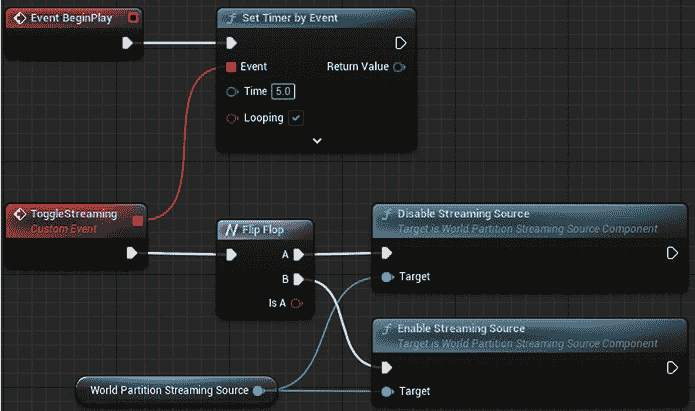 Event BeginPlay
Set Timer by Event
Event
Return Value
Time 5.0
Looping
ToggleStreaming
Custom Event
Flip Flop
A
B
Is A
Disable Streaming Source
Target is World Partition Streaming Source Component
Target
Enable Streaming Source
Target is World Partition Streaming Source Component
Target
World Partition Streaming Source